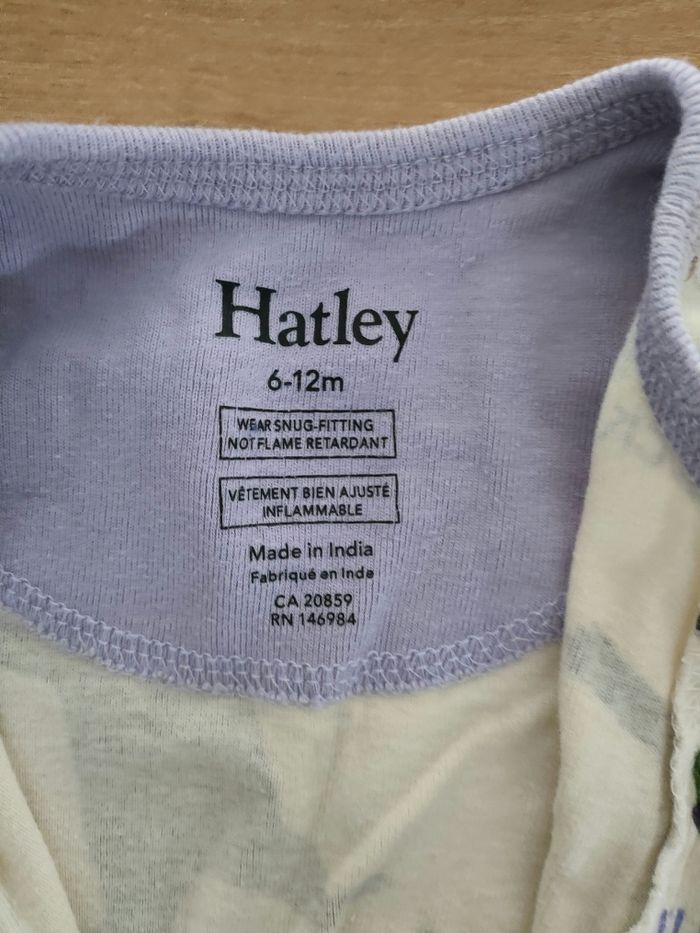 Hatley
6-12m
WEAR SNUG-FITTING
NOT FLAME RETARDANT
VÊTEMENT BIEN AJUSTÉ
INFLAMMABLE
Made in India
Fabriqué en Inde
CA 20859
RN 146984